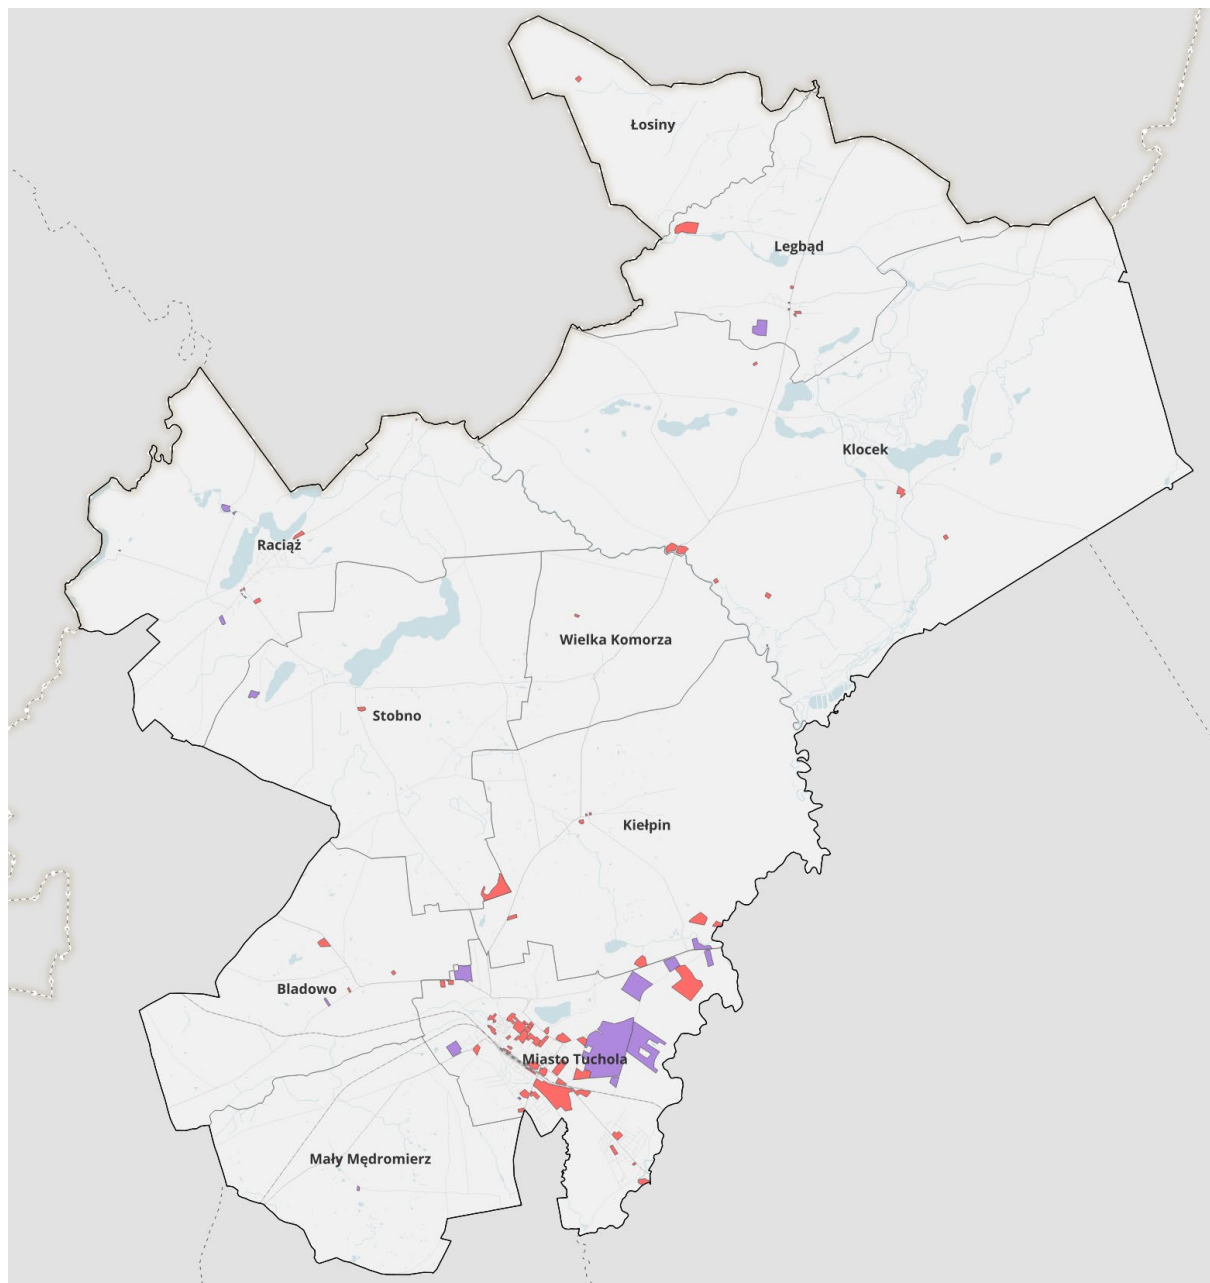 Łosiny
Legbąd
Klocek
Raciąż
Wielka Komorza
Stobno
Kiełpin
Bladowo
Miasto Tuchola
Mały Mędromierz